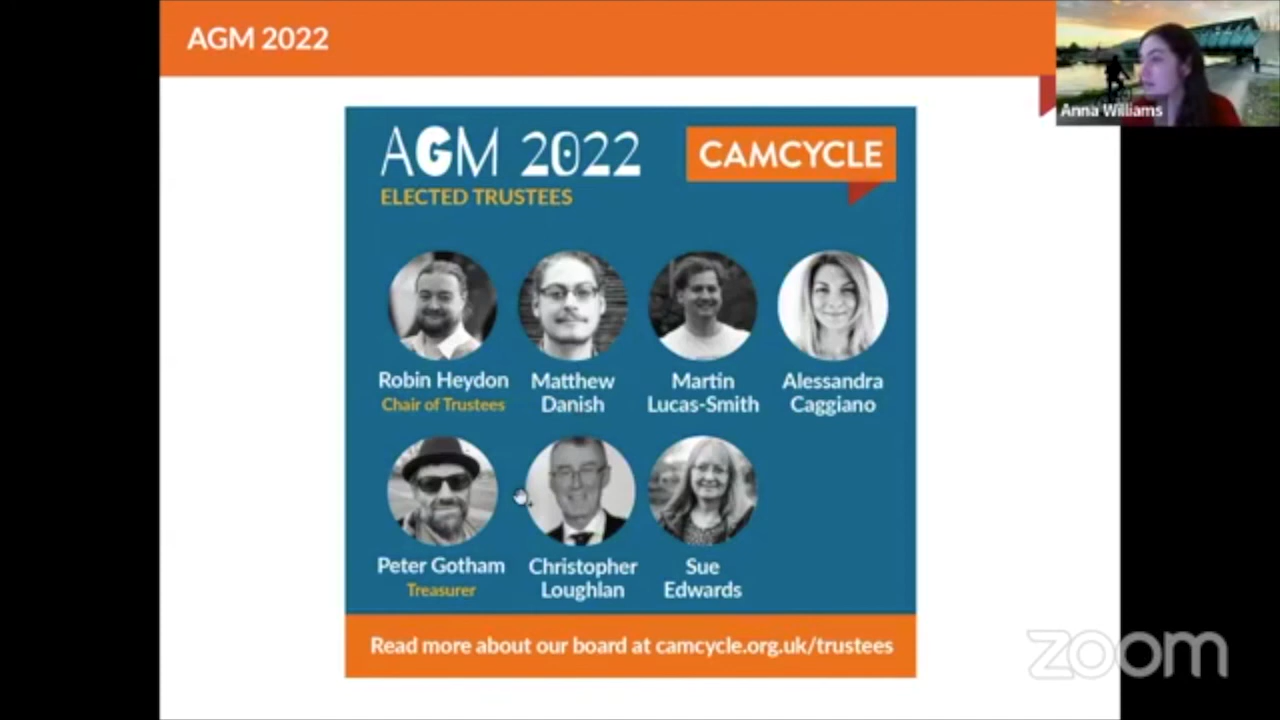 AGM 2022
Anna Williams
AGM 2022
CAMCYCLE
ELECTED TRUSTEES
Robin Heydon
Chair of Trustees
Matthew
Danish
Martin
Lucas-Smith
Alessandra
Caggiano
Peter Gotham
Treasurer
Christopher
Loughlan
Sue
Edwards
Read more about our board at camcycle.org.uk/trustees
zoom